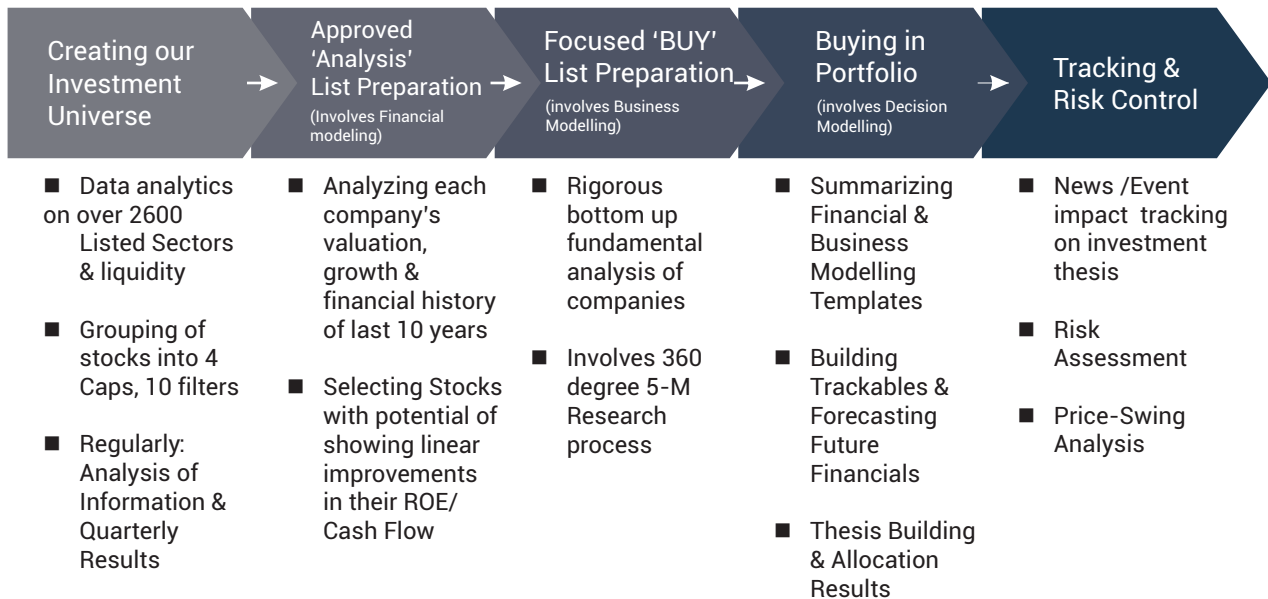 Creating our
Investment
Universe
Approved
‘Analysis’
List Preparation
(Involves Financial
modeling)
Focused ‘BUY’
List Preparation
(involves Business
Modelling)
Buying in
Portfolio
(involves Decision
Modelling)
Tracking &
Risk Control
■ Data analytics
on over 2600
Listed Sectors
& liquidity
■ Grouping of
stocks into 4
Caps, 10 filters
■ Regularly:
Analysis of
Information &
Quarterly
Results
■ Analyzing each
company's
valuation,
growth &
financial history
of last 10 years
■ Selecting Stocks
with potential of
showing linear
improvements
in their ROE/
Cash Flow
■ Rigorous
bottom up
fundamental
analysis of
companies
■ Involves 360
degree 5-M
Research
process
■ Summarizing
Financial &
Business
Modelling
Templates
■ Building
Trackables &
Forecasting
Future
Financials
■ Thesis Building
& Allocation
Results
■ News /Event
impact tracking
on investment
thesis
■ Risk
Assessment
■ Price-Swing
Analysis